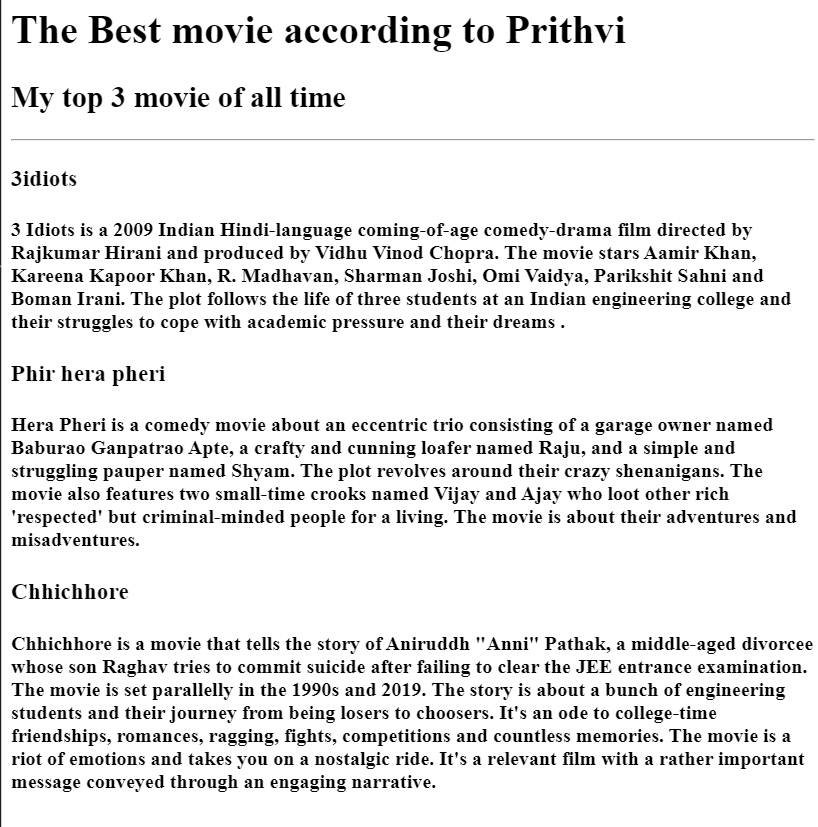 The Best movie according to Prithvi
My top 3 movie of all time
3idiots
3 Idiots is a 2009 Indian Hindi-language coming-of-age comedy-drama film directed by
Rajkumar Hirani and produced by Vidhu Vinod Chopra. The movie stars Aamir Khan,
Kareena Kapoor Khan, R. Madhavan, Sharman Joshi, Omi Vaidya, Parikshit Sahni and
Boman Irani. The plot follows the life of three students at an Indian engineering college and
their struggles to cope with academic pressure and their dreams .
Phir hera pheri
Hera Pheri is a comedy movie about an eccentric trio consisting of a garage owner named
Baburao Ganpatrao Apte, a crafty and cunning loafer named Raju, and a simple and
struggling pauper named Shyam. The plot revolves around their crazy shenanigans. The
movie also features two small-time crooks named Vijay and Ajay who loot other rich
'respected' but criminal-minded people for a living. The movie is about their adventures and
misadventures.
Chhichhore
Chhichhore is a movie that tells the story of Aniruddh "Anni" Pathak, a middle-aged divorcee
whose son Raghav tries to commit suicide after failing to clear the JEE entrance examination.
The movie is set parallelly in the 1990s and 2019. The story is about a bunch of engineering
students and their journey from being losers to choosers. It's an ode to college-time
friendships, romances, ragging, fights, competitions and countless memories. The movie is a
riot of emotions and takes you on a nostalgic ride. It's a relevant film with a rather important
message conveyed through an engaging narrative.